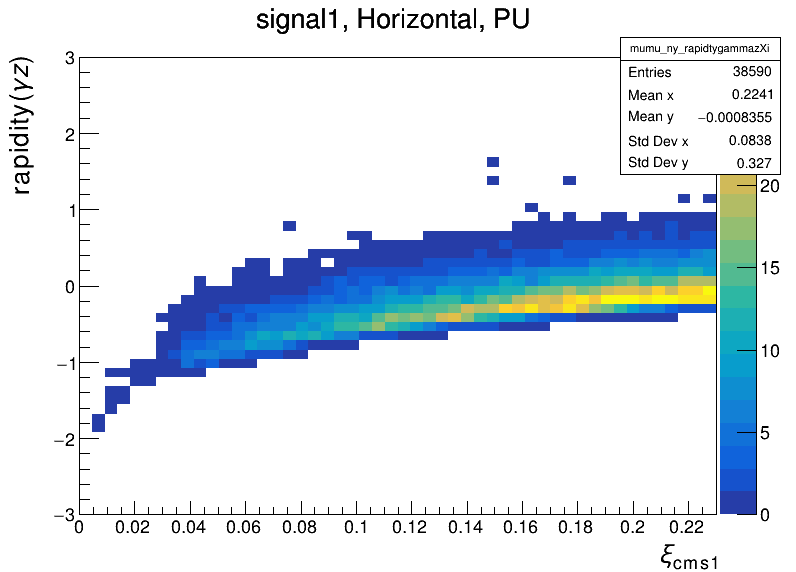 signal1, Horizontal, PU
mumu_ny_rapidtygammazXi
Entries 38590
Mean x 0.2241
Mean y −0.0008355
Std Dev x 0.0838
Std Dev y 0.327
rapidity(γz)
3
2
1
0
−1
−2
−3
0 0.02 0.04 0.06 0.08 0.1 0.12 0.14 0.16 0.18 0.2 0.22
ξcms1
20
15
10
5
0